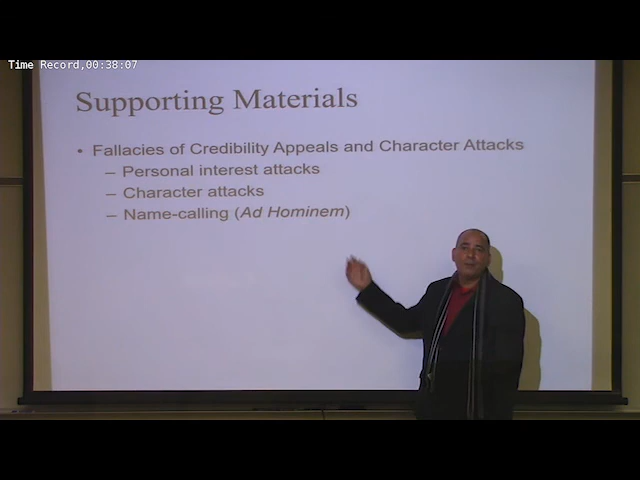 Time Record,00:38:07
Supporting Materials
• Fallacies of Credibility Appeals and Character Attacks
– Personal interest attacks
– Character attacks
– Name-calling (Ad Hominem)